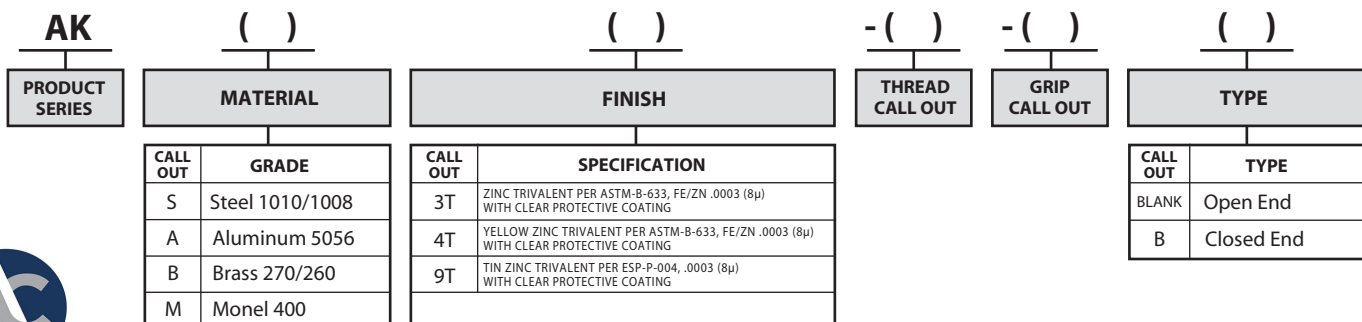 AK ( ) ( ) - ( ) - ( ) ( )
PRODUCT
SERIES
MATERIAL
FINISH
THREAD
CALL OUT
GRIP
CALL OUT
TYPE
CALL
OUT
GRADE
S Steel 1010/1008
A Aluminum 5056
B Brass 270/260
M Monel 400
CALL
OUT
SPECIFICATION
3T ZINC TRIVALENT PER ASTM-B-633, FE/ZN .0003 (8µ)
WITH CLEAR PROTECTIVE COATING
4T YELLOW ZINC TRIVALENT PER ASTM-B-633, FE/ZN .0003 (8µ)
WITH CLEAR PROTECTIVE COATING
9T TIN ZINC TRIVALENT PER ESP-P-004, .0003 (8µ)
WITH CLEAR PROTECTIVE COATING
CALL
OUT
TYPE
BLANK Open End
B Closed End